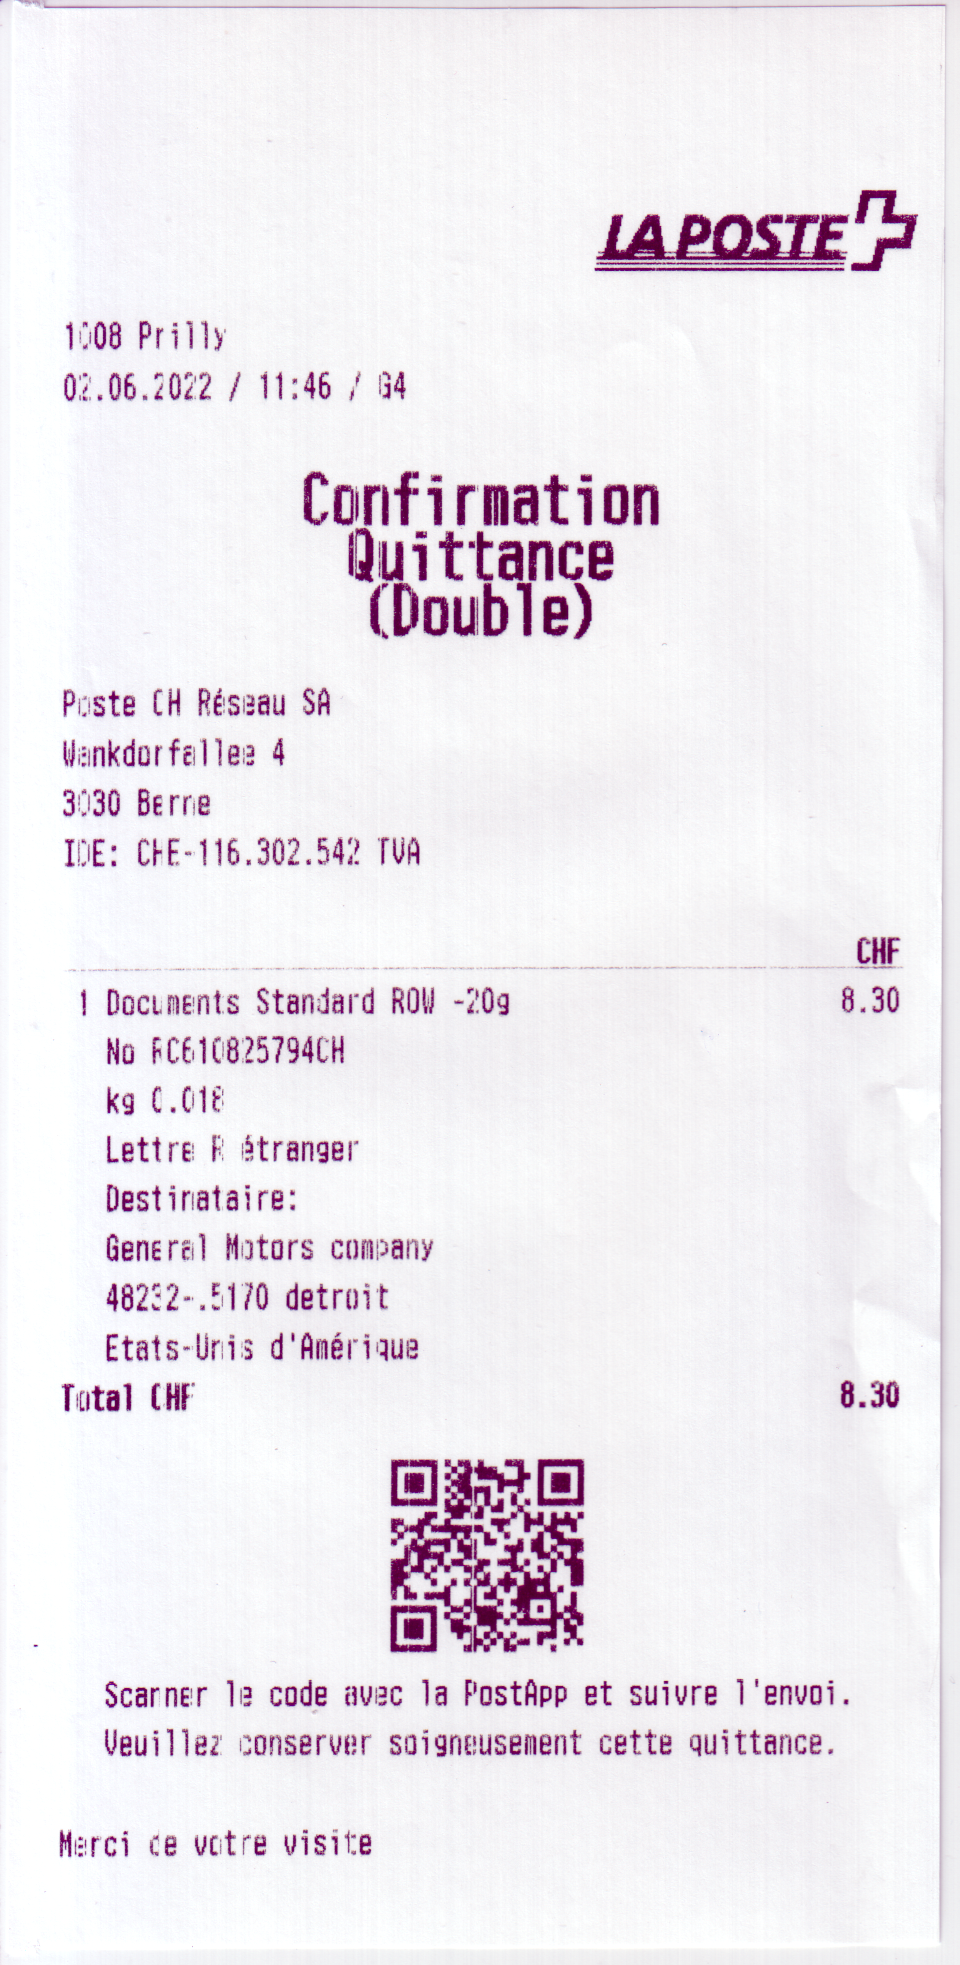 LA POSTE
1008 Prilly
02.06.2022 / 11:46 / G4
Confirmation
Quittance
(Double)
Poste CH Réseau SA
Wankdorfallee 4
3030 Berne
IDE: CHE-116.302.542 TVA
CHF
1 Documents Standard ROW -20g 8.30
No RC610825794CH
kg 0.018
Lettre R étranger
Destinataire:
General Motors company
48232-.5170 detroit
Etats-Unis d'Amérique
Total CHF 8.30
Scanner le code avec la PostApp et suivre l'envoi.
Veuillez conserver soigneusement cette quittance.
Merci de votre visite